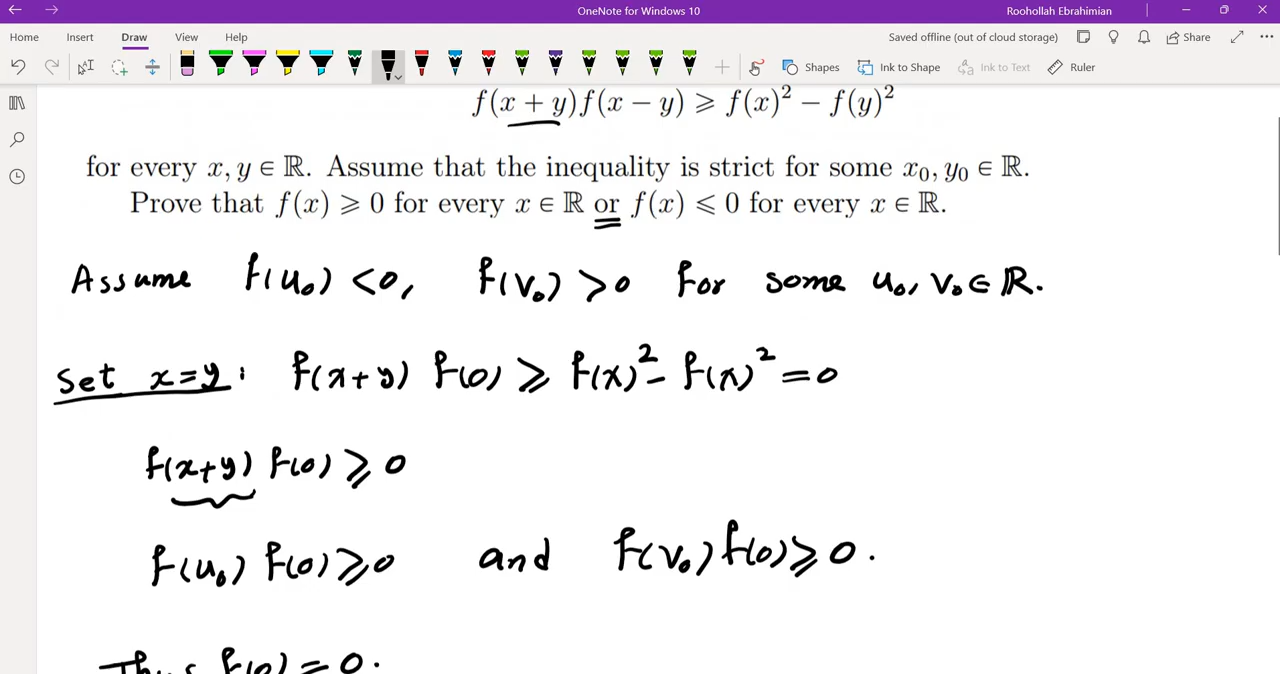 OneNote for Windows 10
Roohollah Ebrahimian
Home Insert Draw View Help
Saved offline (out of cloud storage) Share
Shapes Ink to Shape Ink to Text Ruler
f(x + y)f(x − y) ⩾ f(x)² − f(y)²
for every x, y ∈ ℝ. Assume that the inequality is strict for some x₀, y₀ ∈ ℝ.
Prove that f(x) ⩾ 0 for every x ∈ ℝ or f(x) ⩽ 0 for every x ∈ ℝ.
Assume f(u₀) < 0, f(v₀) > 0 for some u₀, v₀ ∈ ℝ.
Set x=y: f(x+y) f(0) ⩾ f(x)² − f(x)² = 0
f(x+y) f(0) ⩾ 0
f(u₀) f(0) ⩾ 0 and f(v₀) f(0) ⩾ 0.
Thus f(0) = 0.